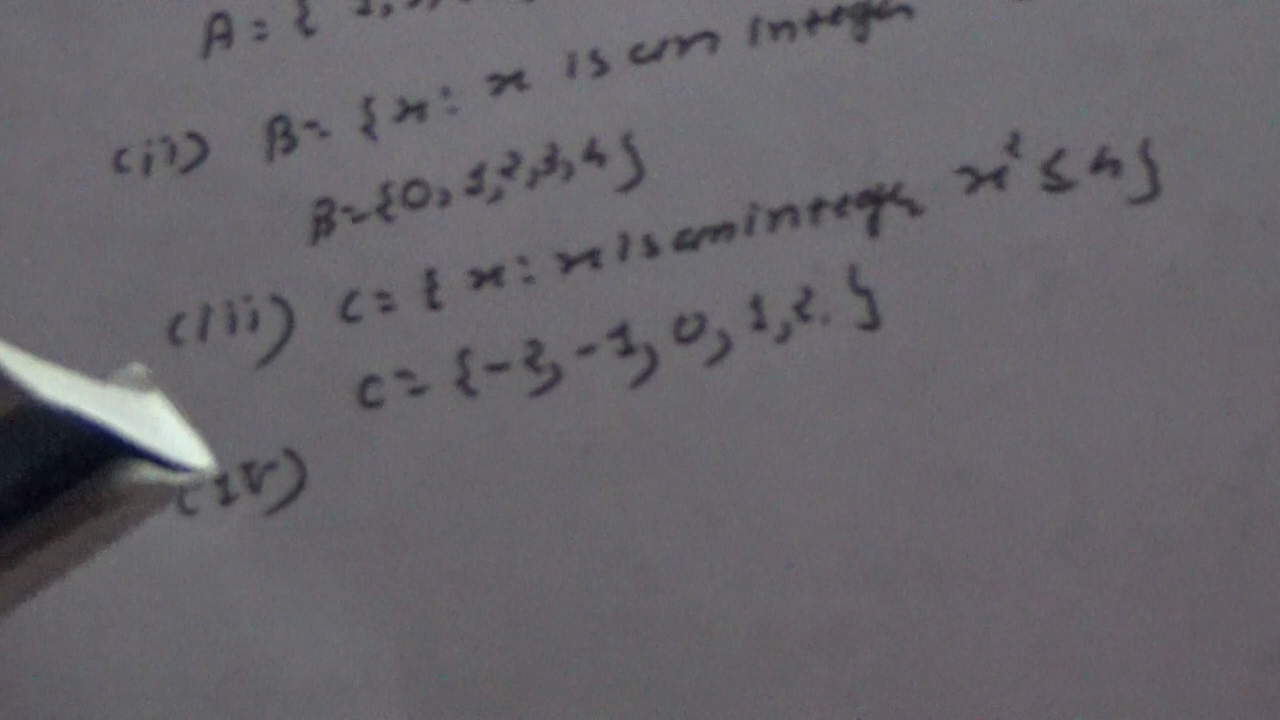 A = {
(ii) B = {x : x is an integer
B = {0, 1, 2, 3, 4}
(iii) C = { x : x is an integer x² ≤ 4}
C = {-2, -1, 0, 1, 2. }
(iv)